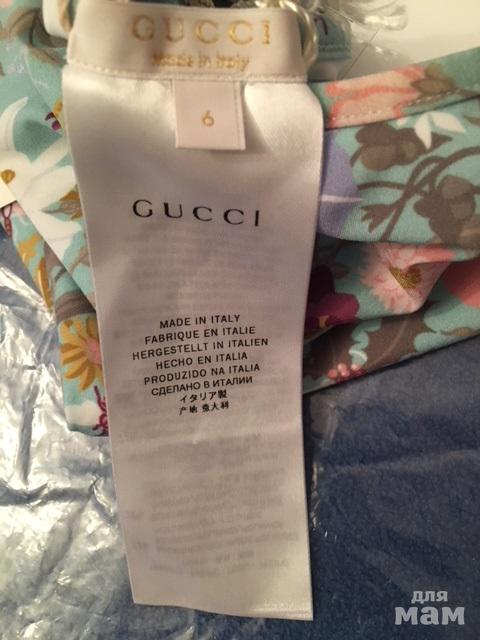 GUCCI
made in Italy
6
GUCCI
MADE IN ITALY
FABRIQUE EN ITALIE
HERGESTELLT IN ITALIEN
HECHO EN ITALIA
PRODUZIDO NA ITALIA
СДЕЛАНО В ИТАЛИИ
イタリア製
产地 意大利
для
мам